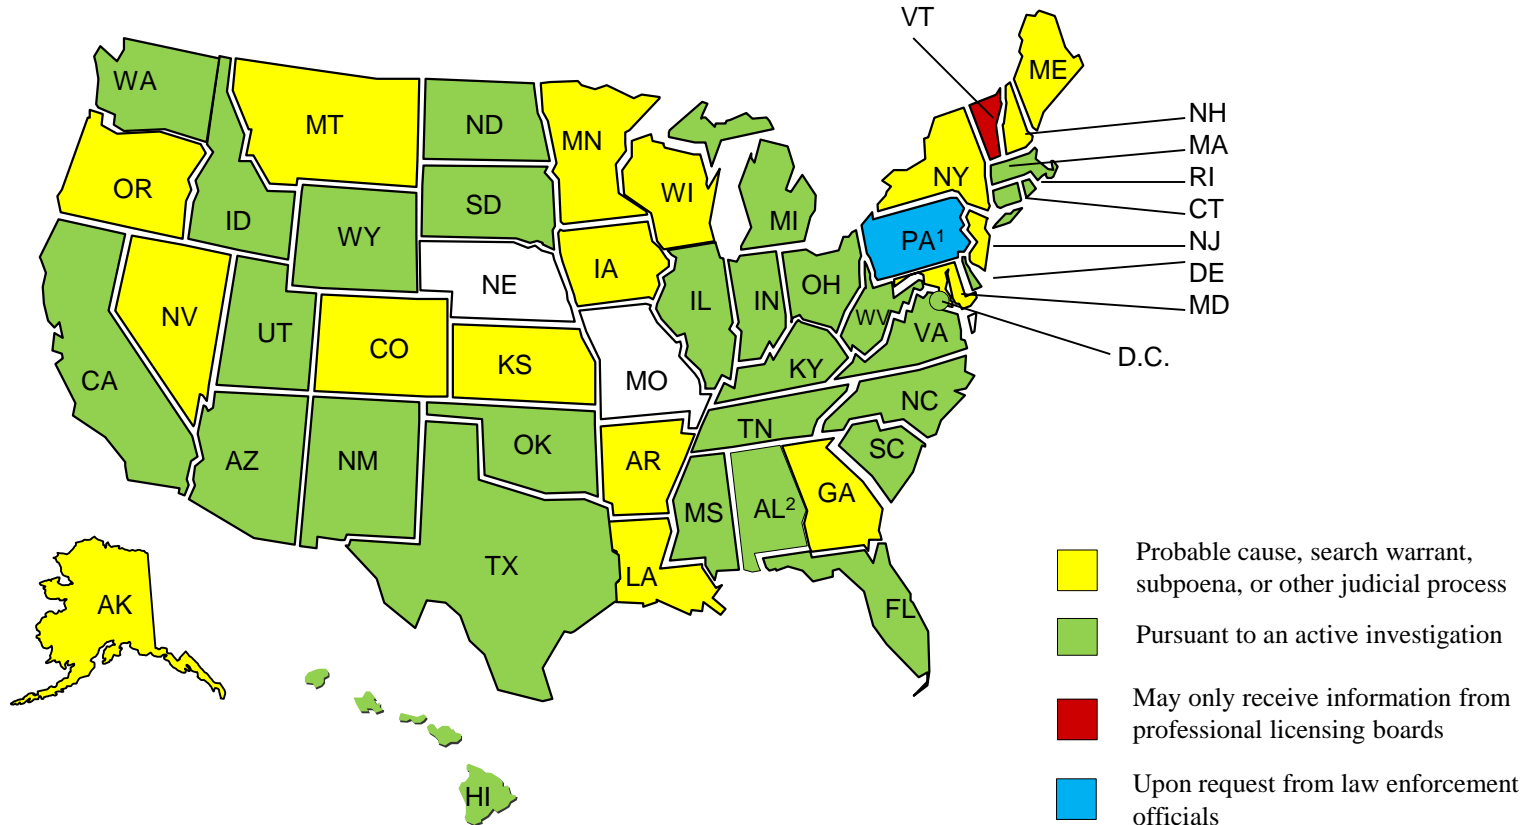 VT
WA
MT
ND
MN
ME
NH
MA
RI
CT
NJ
DE
MD
D.C.
OR
ID
WY
SD
WI
MI
NY
PA¹
NV
UT
CO
NE
IA
IL
IN
OH
WV
VA
CA
KS
MO
KY
NC
AZ
NM
OK
AR
TN
SC
TX
LA
MS
AL²
GA
FL
AK
HI
Probable cause, search warrant,
subpoena, or other judicial process
Pursuant to an active investigation
May only receive information from
professional licensing boards
Upon request from law enforcement
officials